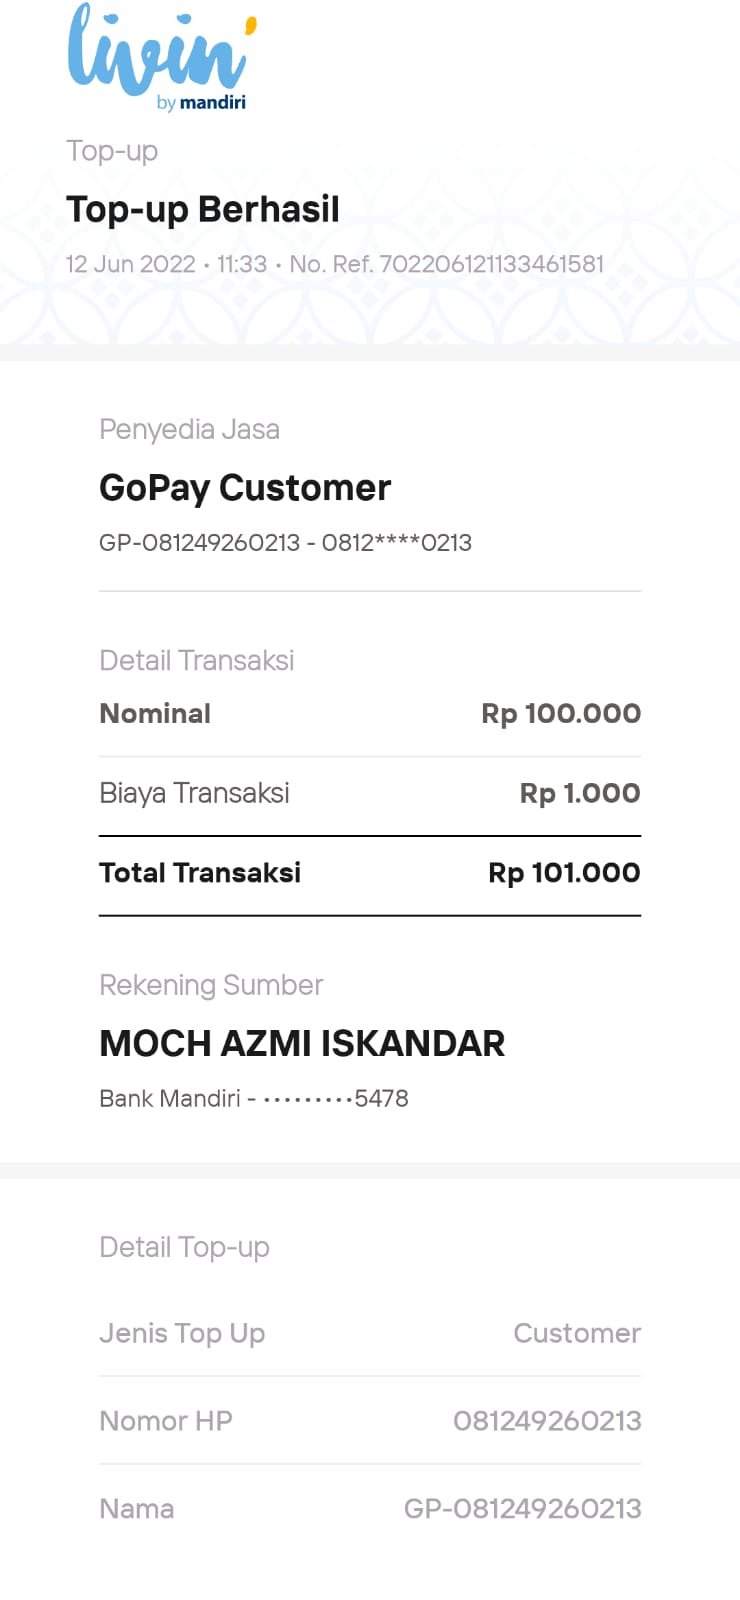 livin'
by mandiri
Top-up
Top-up Berhasil
12 Jun 2022 • 11:33 • No. Ref. 702206121133461581
Penyedia Jasa
GoPay Customer
GP-081249260213 - 0812****0213
Detail Transaksi
Nominal Rp 100.000
Biaya Transaksi Rp 1.000
Total Transaksi Rp 101.000
Rekening Sumber
MOCH AZMI ISKANDAR
Bank Mandiri - •••••••••5478
Detail Top-up
Jenis Top Up Customer
Nomor HP 081249260213
Nama GP-081249260213